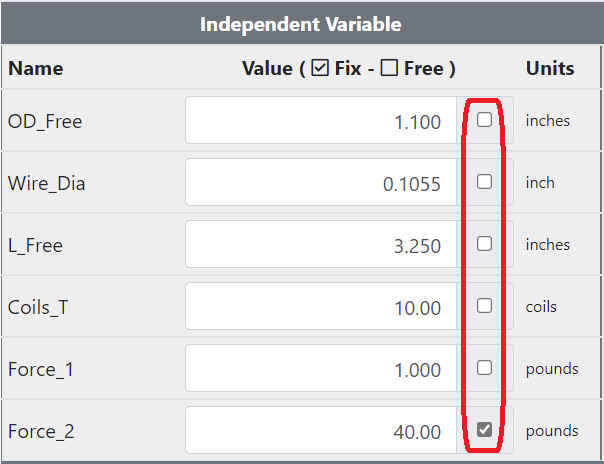 Independent Variable
Name Value ( ☑ Fix - ☐ Free ) Units
OD_Free 1.100 ☐ inches
Wire_Dia 0.1055 ☐ inch
L_Free 3.250 ☐ inches
Coils_T 10.00 ☐ coils
Force_1 1.000 ☐ pounds
Force_2 40.00 ☑ pounds